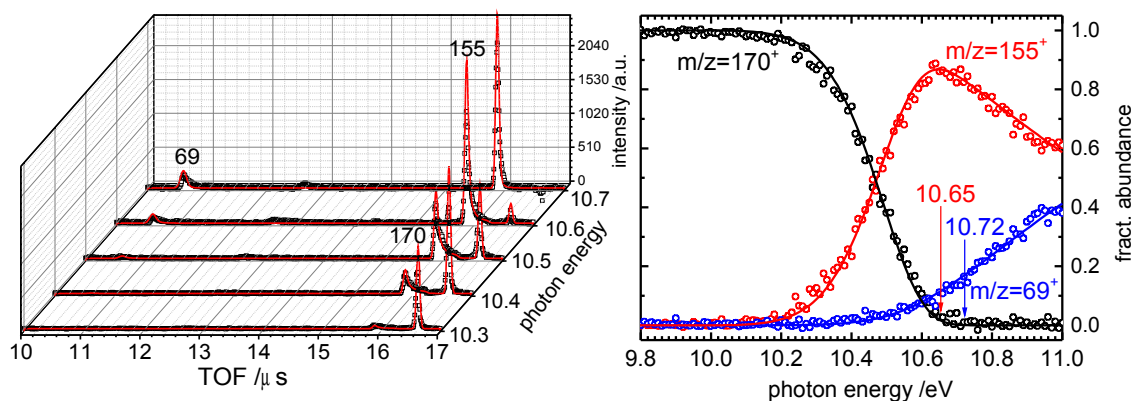 2040
1530
1020
510
0
intensity /a.u.
155
69
170
10.7
10.6
10.5
10.4
10.3
photon energy
10 11 12 13 14 15 16 17
TOF /μ s
m/z=170⁺
m/z=155⁺
10.65
10.72
m/z=69⁺
1.0
0.8
0.6
0.4
0.2
0.0
fract. abundance
9.8 10.0 10.2 10.4 10.6 10.8 11.0
photon energy /eV